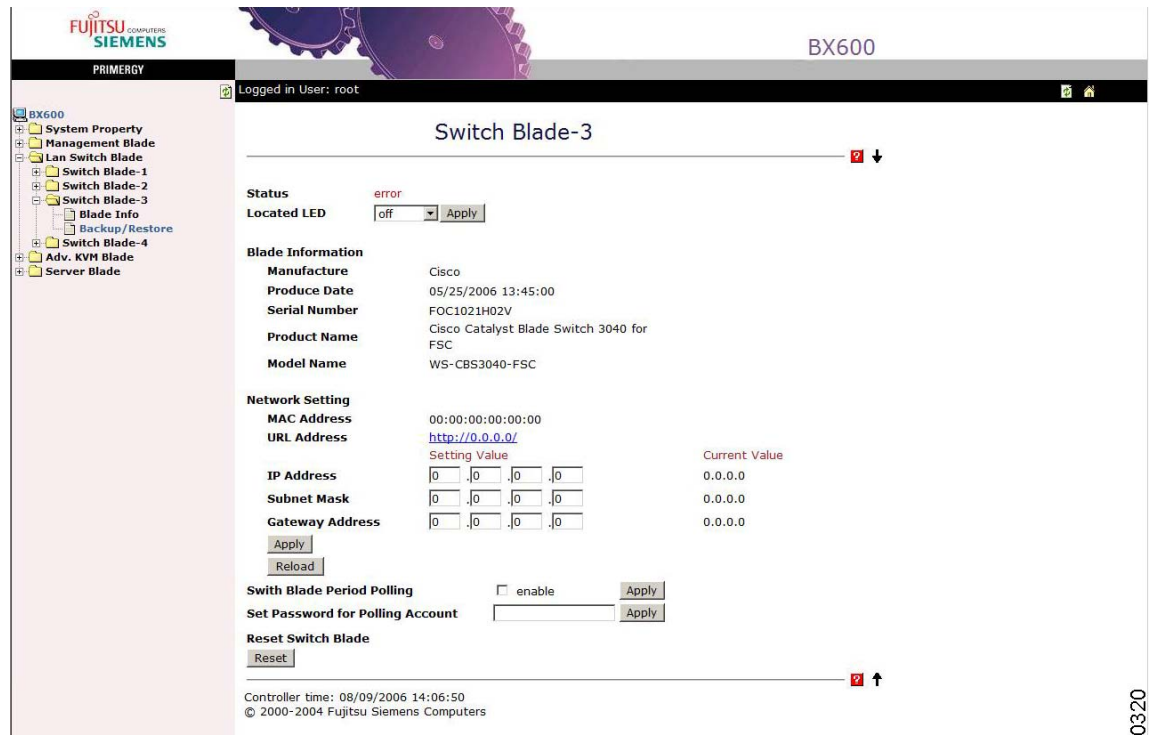 FUJITSU COMPUTERS
SIEMENS
BX600
PRIMERGY
Logged in User: root
BX600
System Property
Management Blade
Lan Switch Blade
Switch Blade-1
Switch Blade-2
Switch Blade-3
Blade Info
Backup/Restore
Switch Blade-4
Adv. KVM Blade
Server Blade
Switch Blade-3
?
Status error
Located LED off Apply
Blade Information
Manufacture Cisco
Produce Date 05/25/2006 13:45:00
Serial Number FOC1021H02V
Product Name Cisco Catalyst Blade Switch 3040 for
FSC
Model Name WS-CBS3040-FSC
Network Setting
MAC Address 00:00:00:00:00:00
URL Address http://0.0.0.0/
Setting Value Current Value
IP Address 0 .0 .0 .0 0.0.0.0
Subnet Mask 0 .0 .0 .0 0.0.0.0
Gateway Address 0 .0 .0 .0 0.0.0.0
Apply
Reload
Swith Blade Period Polling enable Apply
Set Password for Polling Account Apply
Reset Switch Blade
Reset
?
Controller time: 08/09/2006 14:06:50
© 2000-2004 Fujitsu Siemens Computers
0320